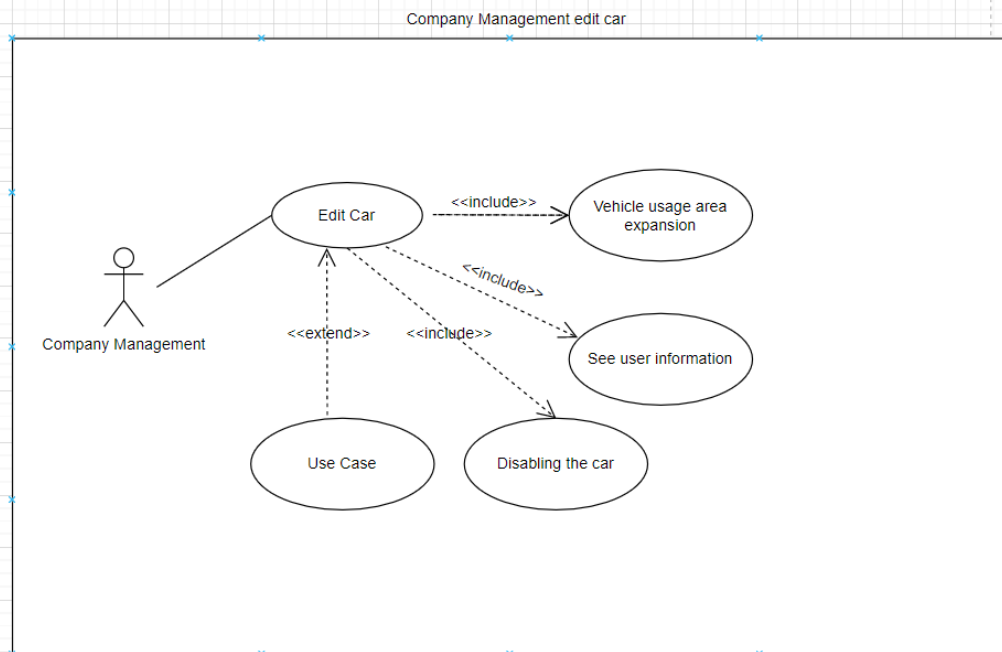 Company Management edit car
Edit Car
<<include>>
Vehicle usage area
expansion
<<include>>
Company Management
<<extend>>
<<include>>
See user information
Use Case
Disabling the car